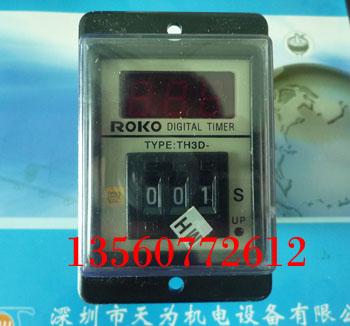 ROKO DIGITAL TIMER
TYPE:TH3D-
0 0 1 S
UP
HW
13560772612
深圳市天为机电设备有限公司